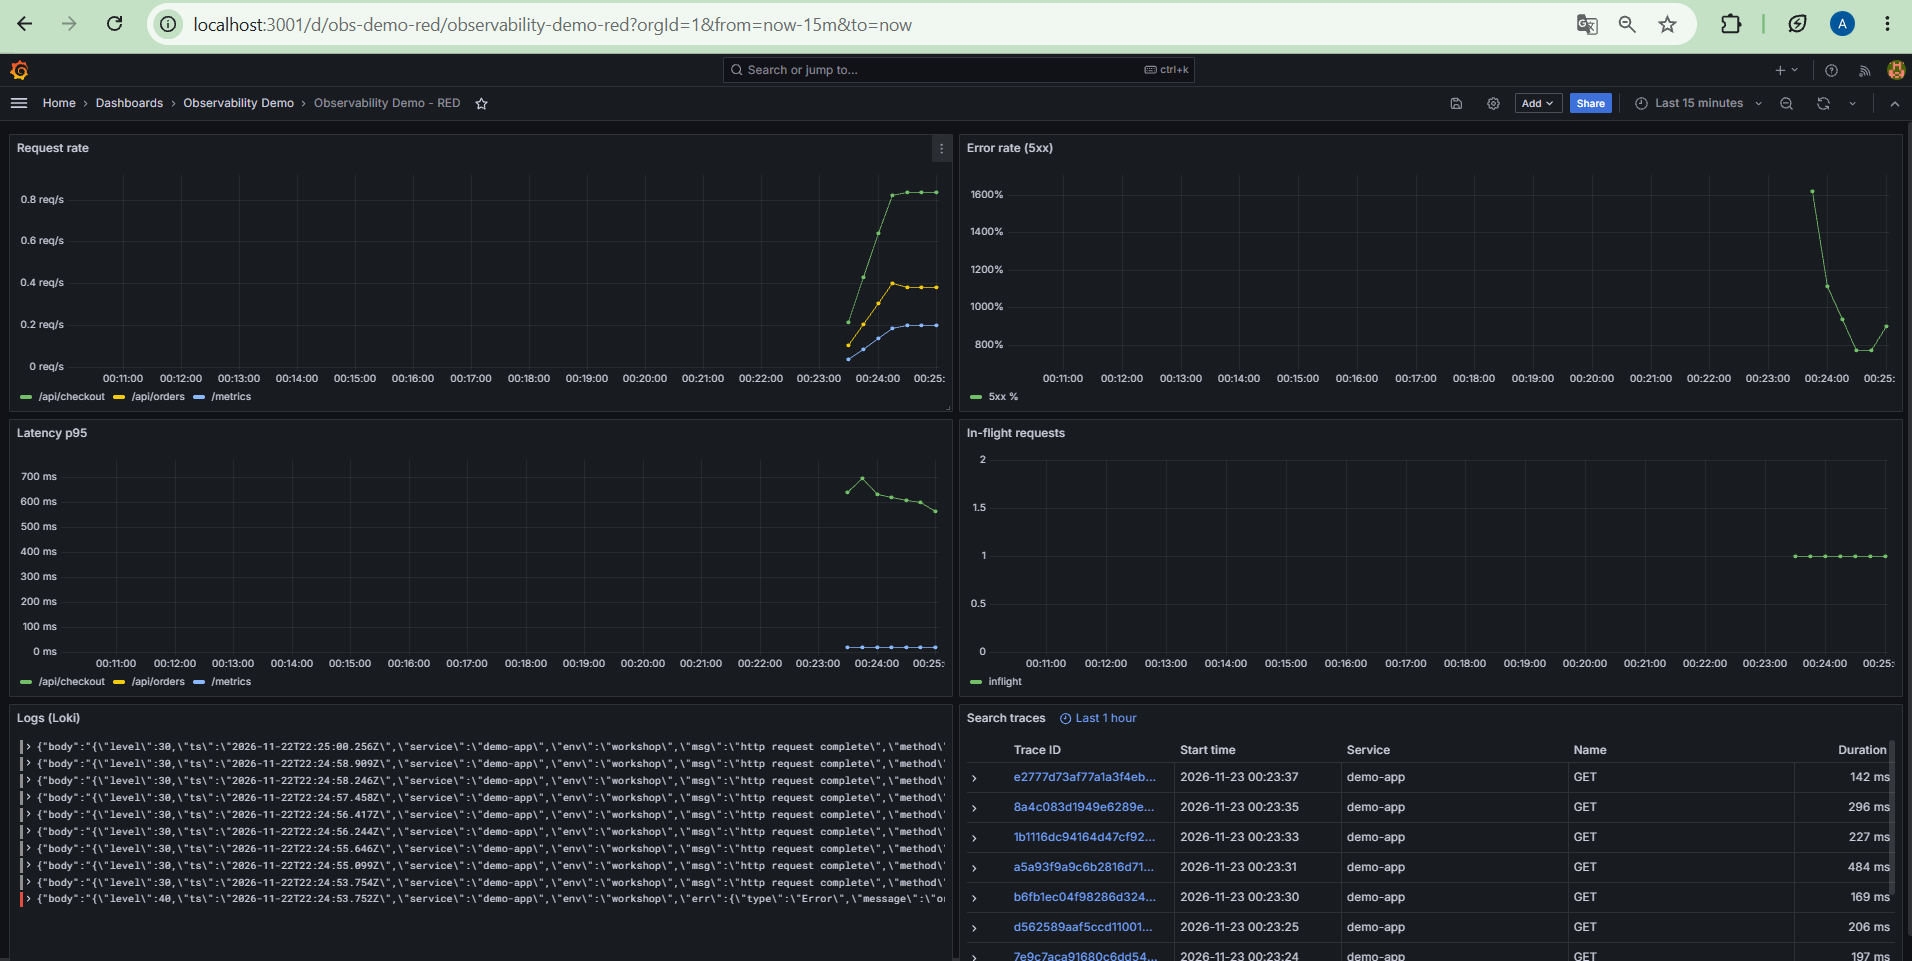 localhost:3001/d/obs-demo-red/observability-demo-red?orgId=1&from=now-15m&to=now
A
Search or jump to...
ctrl+k
Home › Dashboards › Observability Demo › Observability Demo - RED
Add
Share
Last 15 minutes
Request rate
0.8 req/s
0.6 req/s
0.4 req/s
0.2 req/s
0 req/s
00:11:00 00:12:00 00:13:00 00:14:00 00:15:00 00:16:00 00:17:00 00:18:00 00:19:00 00:20:00 00:21:00 00:22:00 00:23:00 00:24:00 00:25:
/api/checkout /api/orders /metrics
Error rate (5xx)
1600%
1400%
1200%
1000%
800%
00:11:00 00:12:00 00:13:00 00:14:00 00:15:00 00:16:00 00:17:00 00:18:00 00:19:00 00:20:00 00:21:00 00:22:00 00:23:00 00:24:00 00:25:
5xx %
Latency p95
700 ms
600 ms
500 ms
400 ms
300 ms
200 ms
100 ms
0 ms
00:11:00 00:12:00 00:13:00 00:14:00 00:15:00 00:16:00 00:17:00 00:18:00 00:19:00 00:20:00 00:21:00 00:22:00 00:23:00 00:24:00 00:25:
/api/checkout /api/orders /metrics
In-flight requests
2
1.5
1
0.5
0
00:11:00 00:12:00 00:13:00 00:14:00 00:15:00 00:16:00 00:17:00 00:18:00 00:19:00 00:20:00 00:21:00 00:22:00 00:23:00 00:24:00 00:25:
inflight
Logs (Loki)
{"body":"{\"level\":30,\"ts\":\"2026-11-22T22:25:00.256Z\",\"service\":\"demo-app\",\"env\":\"workshop\",\"msg\":\"http request complete\",\"method\"
{"body":"{\"level\":30,\"ts\":\"2026-11-22T22:24:58.909Z\",\"service\":\"demo-app\",\"env\":\"workshop\",\"msg\":\"http request complete\",\"method\"
{"body":"{\"level\":30,\"ts\":\"2026-11-22T22:24:58.246Z\",\"service\":\"demo-app\",\"env\":\"workshop\",\"msg\":\"http request complete\",\"method\"
{"body":"{\"level\":30,\"ts\":\"2026-11-22T22:24:57.458Z\",\"service\":\"demo-app\",\"env\":\"workshop\",\"msg\":\"http request complete\",\"method\"
{"body":"{\"level\":30,\"ts\":\"2026-11-22T22:24:56.417Z\",\"service\":\"demo-app\",\"env\":\"workshop\",\"msg\":\"http request complete\",\"method\"
{"body":"{\"level\":30,\"ts\":\"2026-11-22T22:24:56.244Z\",\"service\":\"demo-app\",\"env\":\"workshop\",\"msg\":\"http request complete\",\"method\"
{"body":"{\"level\":30,\"ts\":\"2026-11-22T22:24:55.646Z\",\"service\":\"demo-app\",\"env\":\"workshop\",\"msg\":\"http request complete\",\"method\"
{"body":"{\"level\":30,\"ts\":\"2026-11-22T22:24:55.099Z\",\"service\":\"demo-app\",\"env\":\"workshop\",\"msg\":\"http request complete\",\"method\"
{"body":"{\"level\":30,\"ts\":\"2026-11-22T22:24:53.754Z\",\"service\":\"demo-app\",\"env\":\"workshop\",\"msg\":\"http request complete\",\"method\"
{"body":"{\"level\":40,\"ts\":\"2026-11-22T22:24:53.752Z\",\"service\":\"demo-app\",\"env\":\"workshop\",\"err\":{\"type\":\"Error\",\"message\":\"o
Search traces Last 1 hour
Trace ID Start time Service Name Duration
e2777d73af77a1a3f4eb... 2026-11-23 00:23:37 demo-app GET 142 ms
8a4c083d1949e6289e... 2026-11-23 00:23:35 demo-app GET 296 ms
1b1116dc94164d47cf92... 2026-11-23 00:23:33 demo-app GET 227 ms
a5a93f9a9c6b2816d71... 2026-11-23 00:23:31 demo-app GET 484 ms
b6fb1ec04f98286d324... 2026-11-23 00:23:30 demo-app GET 169 ms
d562589aaf5ccd11001... 2026-11-23 00:23:25 demo-app GET 206 ms
7e9c7aca91680c6dd54... 2026-11-23 00:23:24 demo-app GET 197 ms